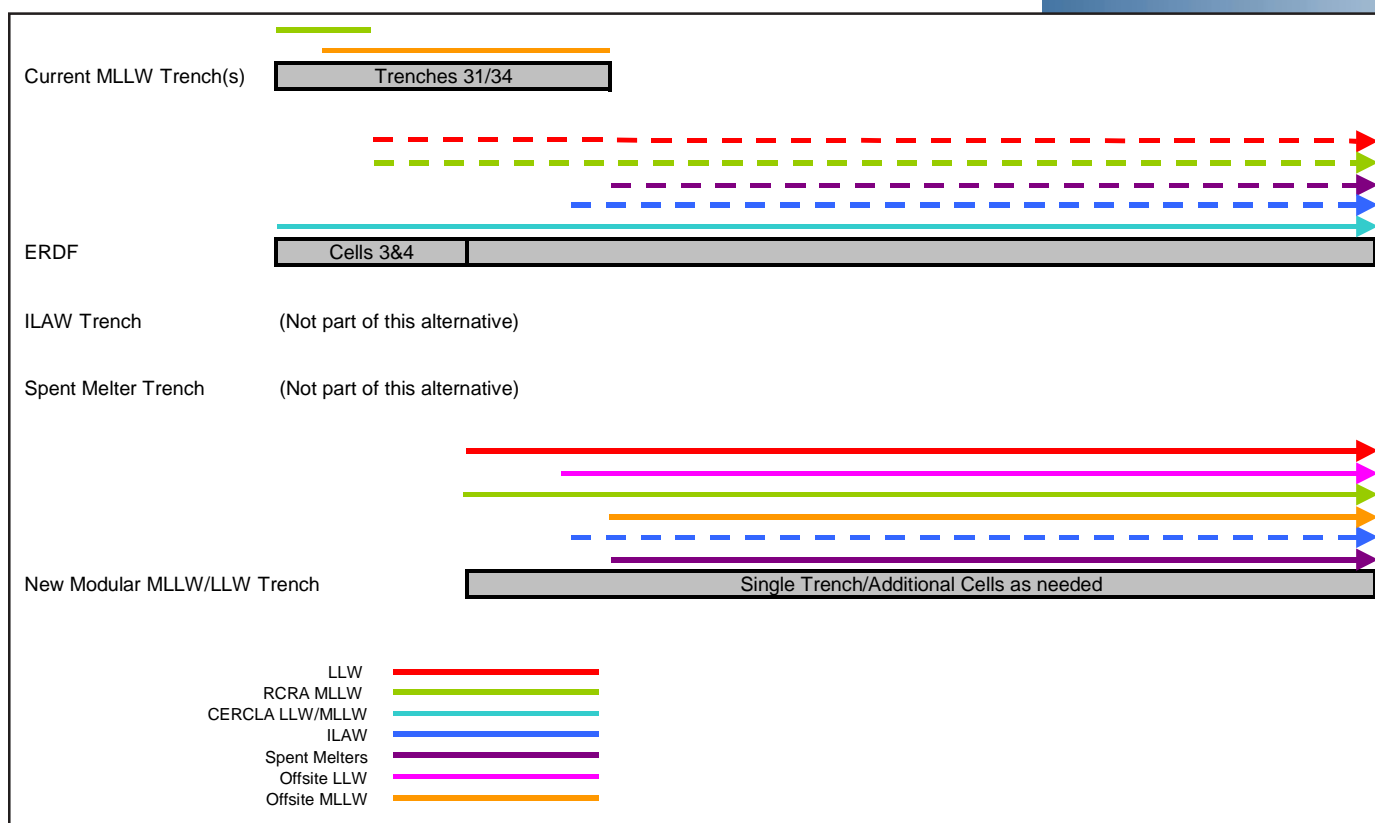 Current MLLW Trench(s)
Trenches 31/34
ERDF
Cells 3&4
ILAW Trench
(Not part of this alternative)
Spent Melter Trench
(Not part of this alternative)
New Modular MLLW/LLW Trench
Single Trench/Additional Cells as needed
LLW
RCRA MLLW
CERCLA LLW/MLLW
ILAW
Spent Melters
Offsite LLW
Offsite MLLW